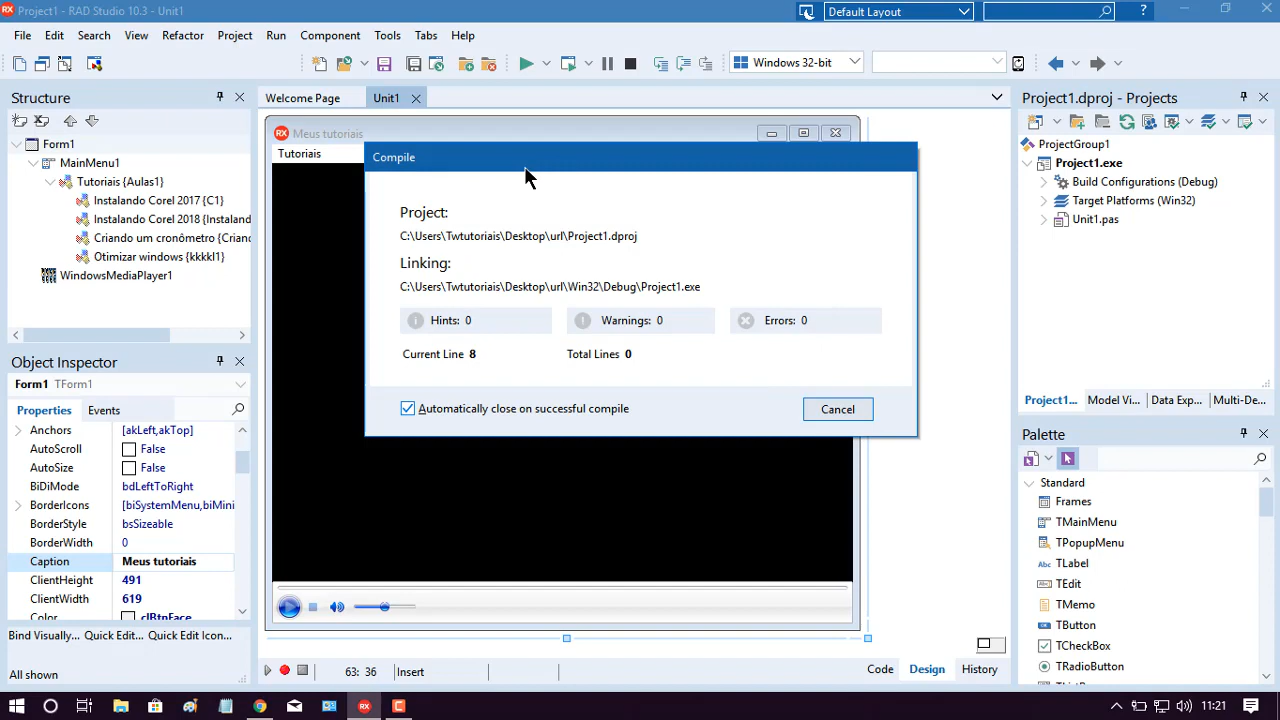 RX Project1 - RAD Studio 10.3 - Unit1
Default Layout
?
File Edit Search View Refactor Project Run Component Tools Tabs Help
Windows 32-bit
Structure
Form1
MainMenu1
Tutoriais {Aulas1}
Instalando Corel 2017 {C1}
Instalando Corel 2018 {Instaland
Criando um cronômetro {Criand
Otimizar windows {kkkkl1}
WindowsMediaPlayer1
Object Inspector
Form1 TForm1
Properties Events
Anchors [akLeft,akTop]
AutoScroll False
AutoSize False
BiDiMode bdLeftToRight
BorderIcons [biSystemMenu,biMini
BorderStyle bsSizeable
BorderWidth 0
Caption Meus tutoriais
ClientHeight 491
ClientWidth 619
Color clBtnFace
Bind Visually... Quick Edit... Quick Edit Icon...
All shown
Welcome Page Unit1
RX Meus tutoriais
Tutoriais
Compile
Project:
C:\Users\Twtutoriais\Desktop\url\Project1.dproj
Linking:
C:\Users\Twtutoriais\Desktop\url\Win32\Debug\Project1.exe
Hints: 0 Warnings: 0 Errors: 0
Current Line 8 Total Lines 0
Automatically close on successful compile
Cancel
63: 36 Insert
Code Design History
Project1.dproj - Projects
ProjectGroup1
Project1.exe
Build Configurations (Debug)
Target Platforms (Win32)
Unit1.pas
Project1... Model Vi... Data Exp... Multi-De...
Palette
Standard
Frames
TMainMenu
TPopupMenu
Abc TLabel
Abc TEdit
TMemo
TButton
TCheckBox
TRadioButton
RX
11:21